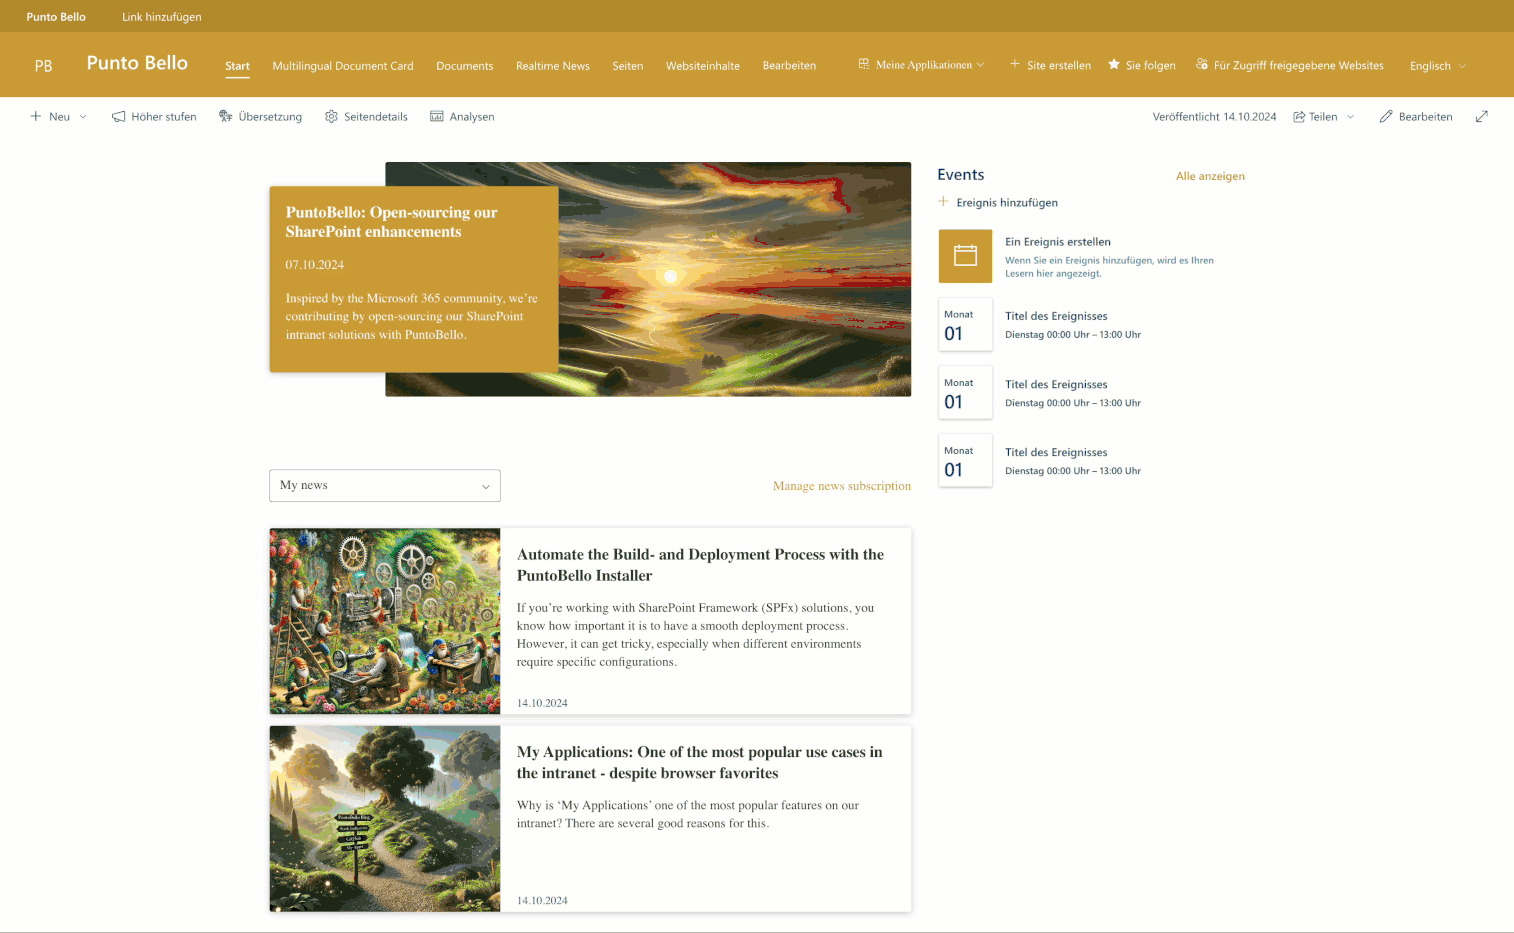 Punto Bello Link hinzufügen
PB Punto Bello Start Multilingual Document Card Documents Realtime News Seiten Websiteinhalte Bearbeiten Meine Applikationen Site erstellen Sie folgen Für Zugriff freigegebene Websites Englisch
Neu Höher stufen Übersetzung Seitendetails Analysen Veröffentlicht 14.10.2024 Teilen Bearbeiten
PuntoBello: Open-sourcing our
SharePoint enhancements
07.10.2024
Inspired by the Microsoft 365 community, we’re
contributing by open-sourcing our SharePoint
intranet solutions with PuntoBello.
Events Alle anzeigen
Ereignis hinzufügen
Ein Ereignis erstellen
Wenn Sie ein Ereignis hinzufügen, wird es Ihren
Lesern hier angezeigt.
Monat
01
Titel des Ereignisses
Dienstag 00:00 Uhr – 13:00 Uhr
Monat
01
Titel des Ereignisses
Dienstag 00:00 Uhr – 13:00 Uhr
Monat
01
Titel des Ereignisses
Dienstag 00:00 Uhr – 13:00 Uhr
My news
Manage news subscription
Automate the Build- and Deployment Process with the
PuntoBello Installer
If you’re working with SharePoint Framework (SPFx) solutions, you
know how important it is to have a smooth deployment process.
However, it can get tricky, especially when different environments
require specific configurations.
14.10.2024
My Applications: One of the most popular use cases in
the intranet - despite browser favorites
Why is ‘My Applications’ one of the most popular features on our
intranet? There are several good reasons for this.
14.10.2024